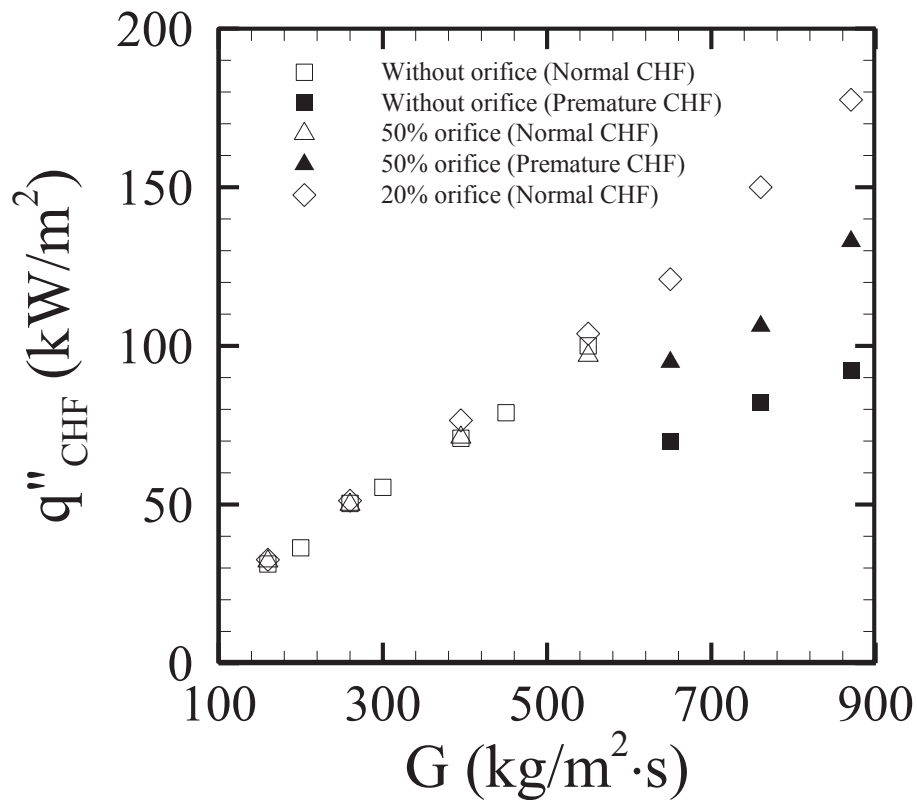 200
150
100
50
0
q"CHF (kW/m²)
Without orifice (Normal CHF)
Without orifice (Premature CHF)
50% orifice (Normal CHF)
50% orifice (Premature CHF)
20% orifice (Normal CHF)
100 300 500 700 900
G (kg/m²·s)